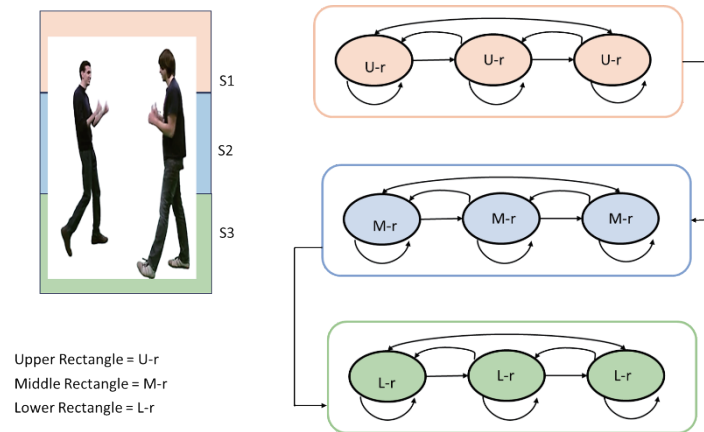 S1
S2
S3
U-r U-r U-r
M-r M-r M-r
L-r L-r L-r
Upper Rectangle = U-r
Middle Rectangle = M-r
Lower Rectangle = L-r